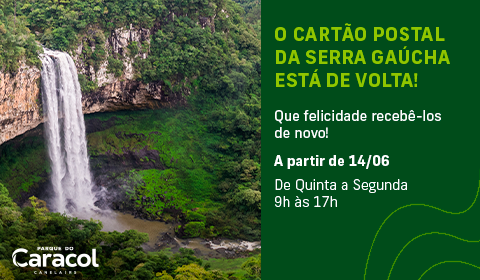 O CARTÃO POSTAL
DA SERRA GAÚCHA
ESTÁ DE VOLTA!
Que felicidade recebê-los
de novo!
A partir de 14/06
De Quinta a Segunda
9h às 17h
PARQUE DO
Caracol
CANELA | RS